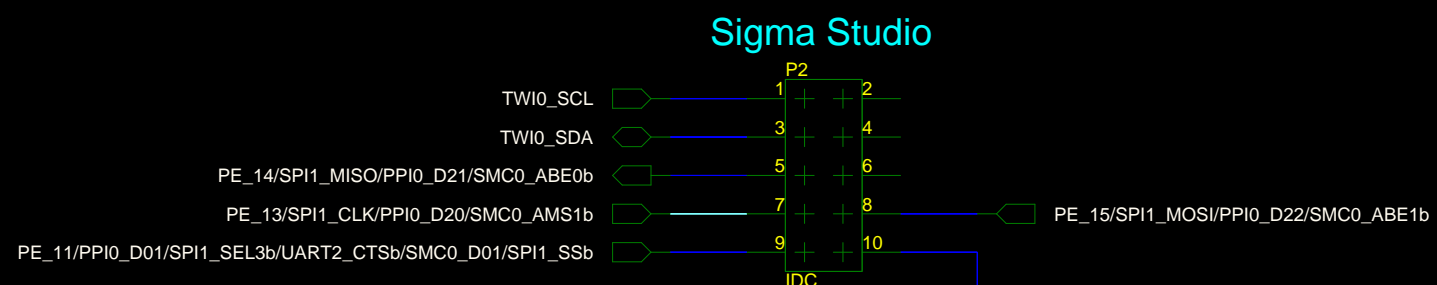 Sigma Studio
P2
TWI0_SCL 1 2
TWI0_SDA 3 4
PE_14/SPI1_MISO/PPI0_D21/SMC0_ABE0b 5 6
PE_13/SPI1_CLK/PPI0_D20/SMC0_AMS1b 7 8 PE_15/SPI1_MOSI/PPI0_D22/SMC0_ABE1b
PE_11/PPI0_D01/SPI1_SEL3b/UART2_CTSb/SMC0_D01/SPI1_SSb 9 10
IDC